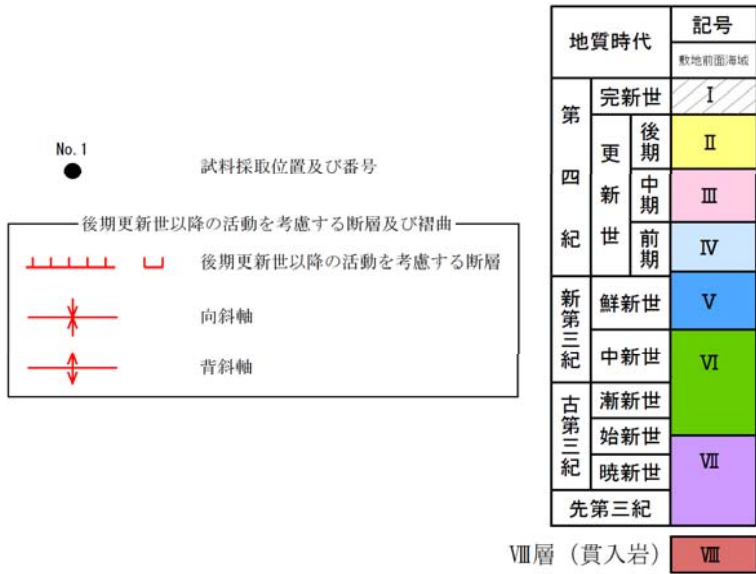 No.1
試料採取位置及び番号
後期更新世以降の活動を考慮する断層及び褶曲
後期更新世以降の活動を考慮する断層
向斜軸
背斜軸
地質時代
記号
敷地前面海域
第四紀
完新世
Ⅰ
更新世
後期
Ⅱ
中期
Ⅲ
前期
Ⅳ
新第三紀
鮮新世
Ⅴ
中新世
Ⅵ
古第三紀
漸新世
始新世
Ⅶ
暁新世
先第三紀
Ⅷ層（貫入岩）
Ⅷ